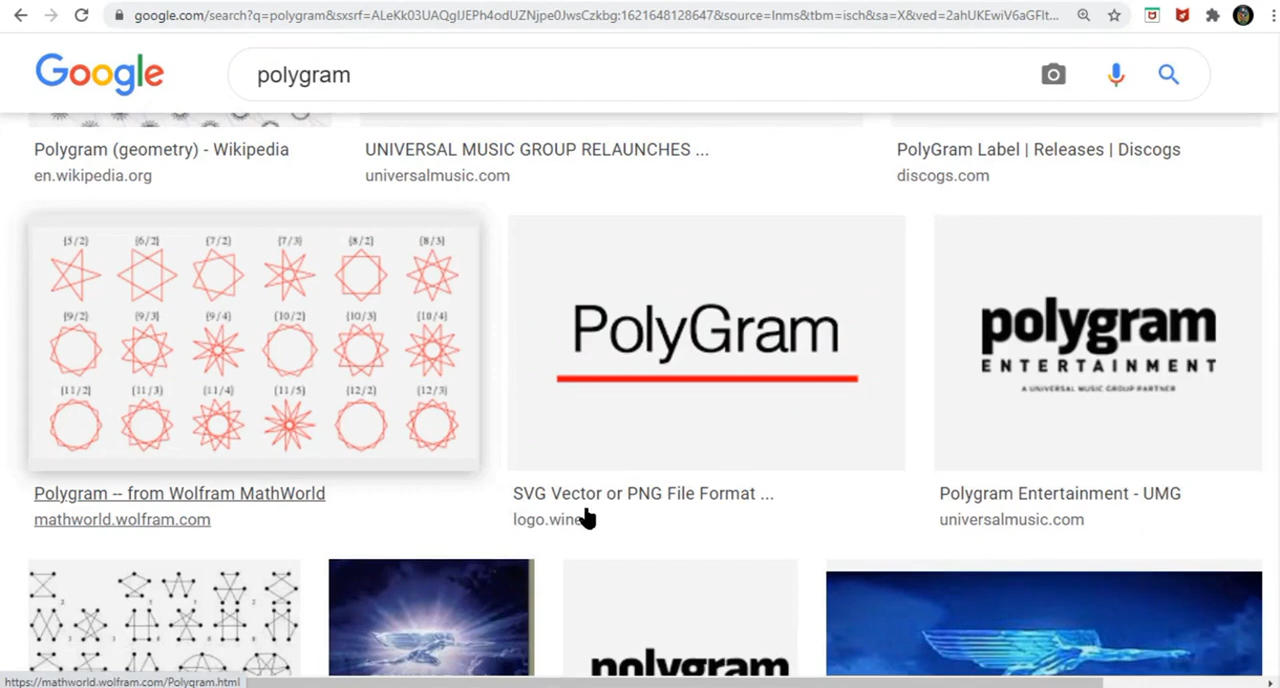 google.com/search?q=polygram&sxsrf=ALeKk03UAQgIJEPh4odUZNjpe0JwsCzkbg:1621648128647&source=lnms&tbm=isch&sa=X&ved=2ahUKEwiV6aGFlt...
Google
polygram
Polygram (geometry) - Wikipedia
en.wikipedia.org
UNIVERSAL MUSIC GROUP RELAUNCHES ...
universalmusic.com
PolyGram Label | Releases | Discogs
discogs.com
{5/2} {6/2} {7/2} {7/3} {8/2} {8/3}
{9/2} {9/3} {9/4} {10/2} {10/3} {10/4}
{11/2} {11/3} {11/4} {11/5} {12/2} {12/3}
PolyGram
polygram
ENTERTAINMENT
A UNIVERSAL MUSIC GROUP PARTNER
Polygram -- from Wolfram MathWorld
mathworld.wolfram.com
SVG Vector or PNG File Format ...
logo.wine
Polygram Entertainment - UMG
universalmusic.com
polygram
https://mathworld.wolfram.com/Polygram.html